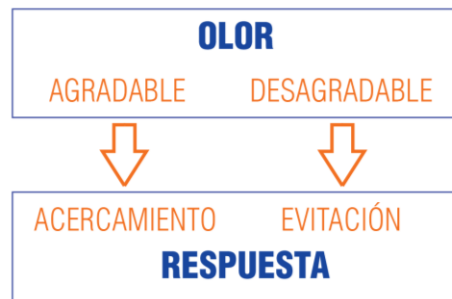 OLOR
AGRADABLE DESAGRADABLE
ACERCAMIENTO EVITACIÓN
RESPUESTA